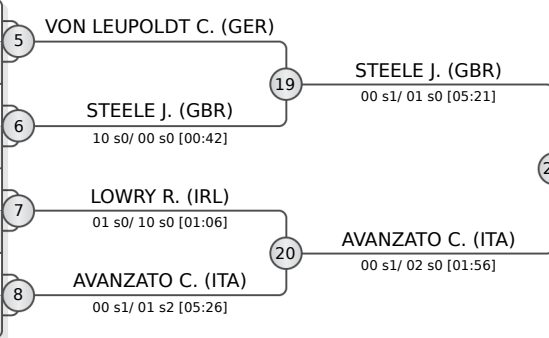 VON LEUPOLDT C. (GER)
5
STEELE J. (GBR)
19
00 s1/ 01 s0 [05:21]
STEELE J. (GBR)
6
10 s0/ 00 s0 [00:42]
LOWRY R. (IRL)
7
01 s0/ 10 s0 [01:06]
AVANZATO C. (ITA)
20
00 s1/ 02 s0 [01:56]
AVANZATO C. (ITA)
8
00 s1/ 01 s2 [05:26]